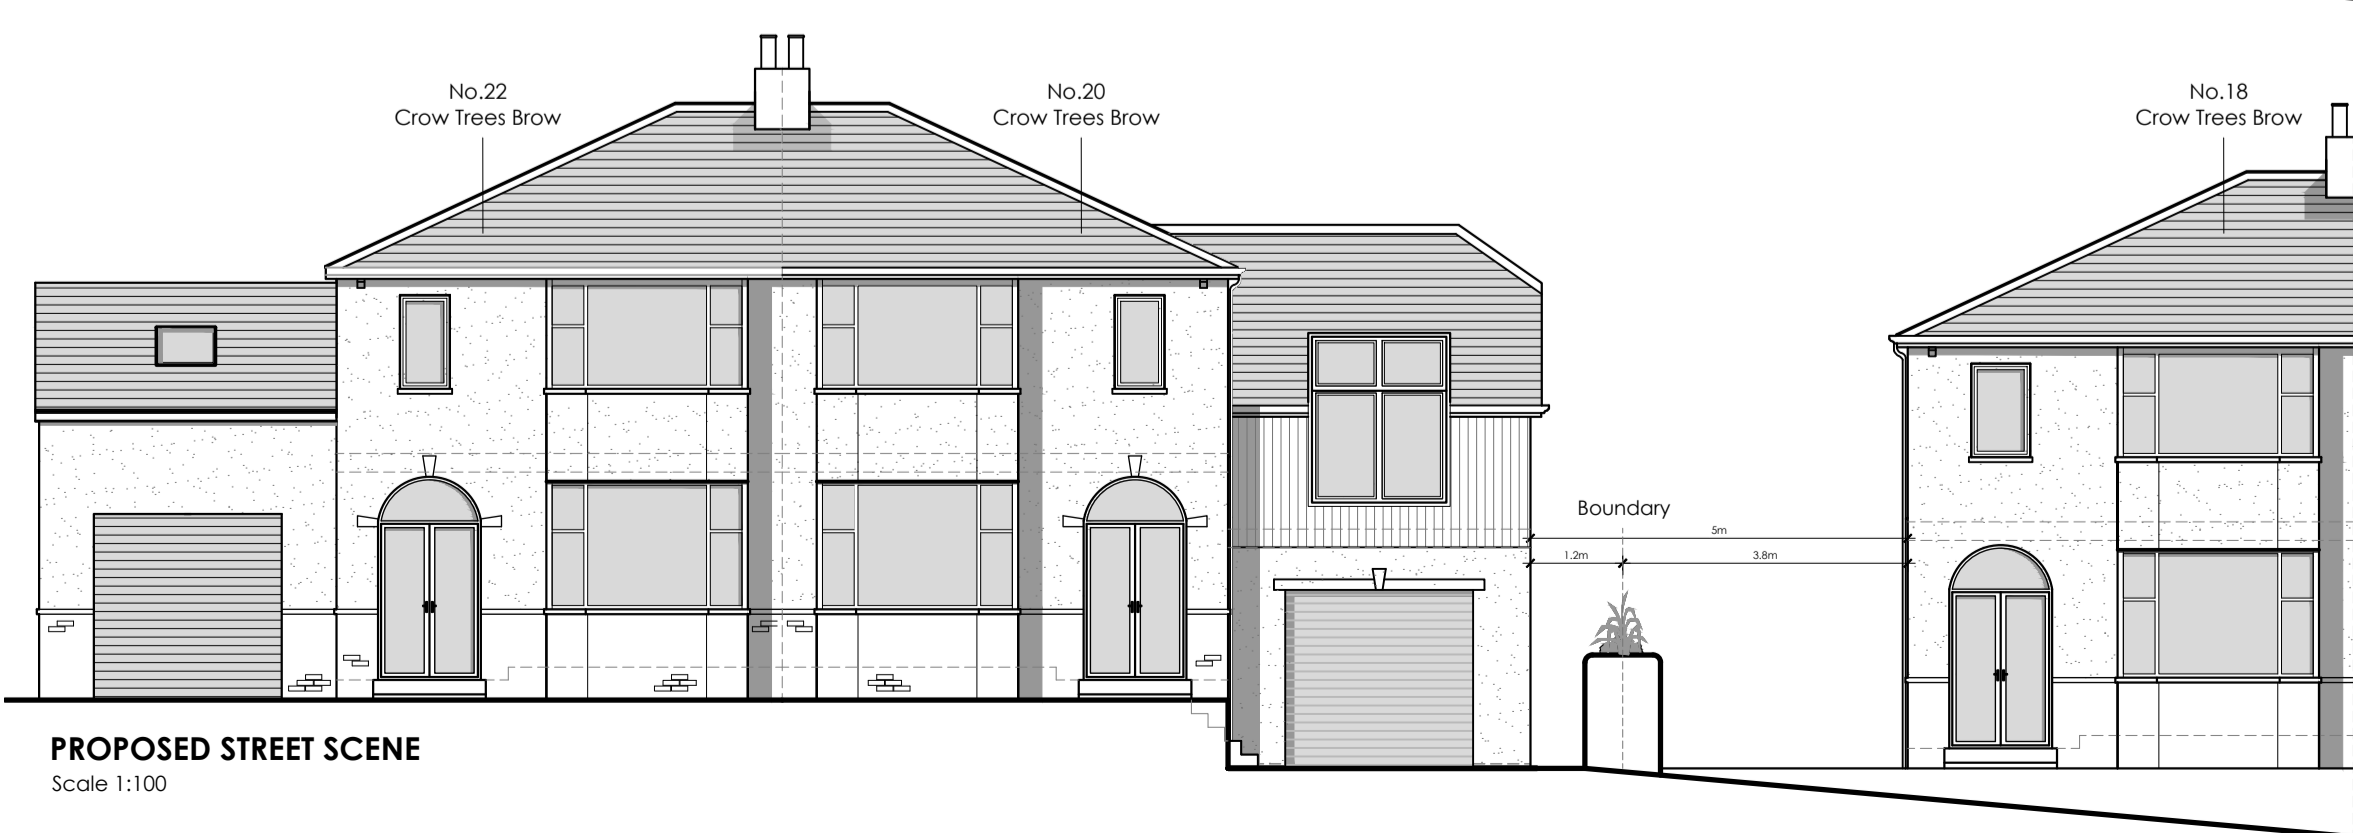 No.22
Crow Trees Brow
No.20
Crow Trees Brow
No.18
Crow Trees Brow
Boundary
5m
1.2m
3.8m
PROPOSED STREET SCENE
Scale 1:100